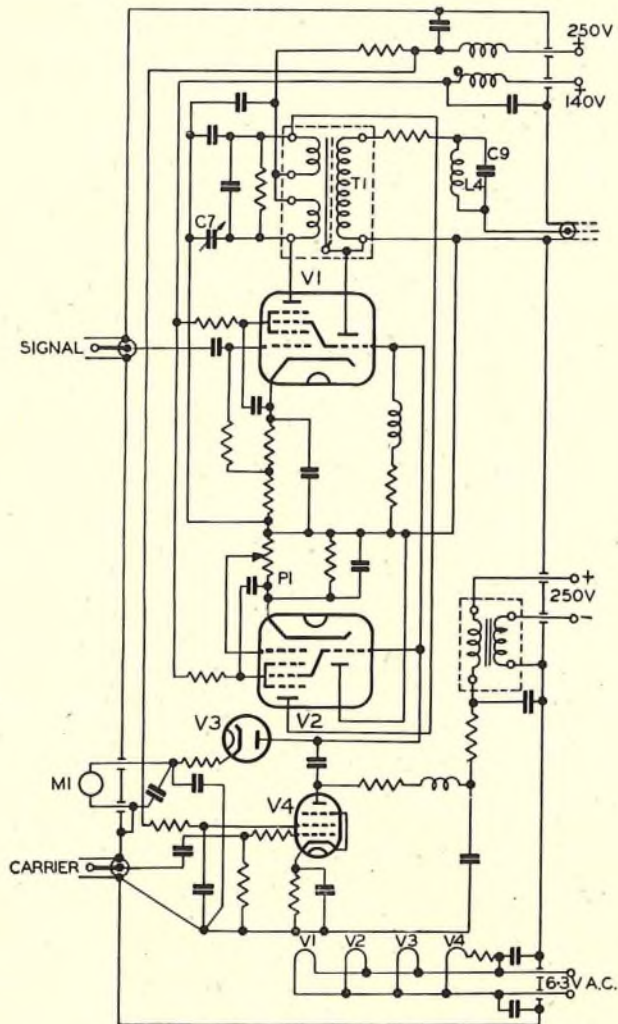 250V
+
+
140V
C9
L4
T1
C7
V1
SIGNAL
P1
+
250V
-
V2
V3
M1
V4
CARRIER
V1 V2 V3 V4
6·3V A.C.